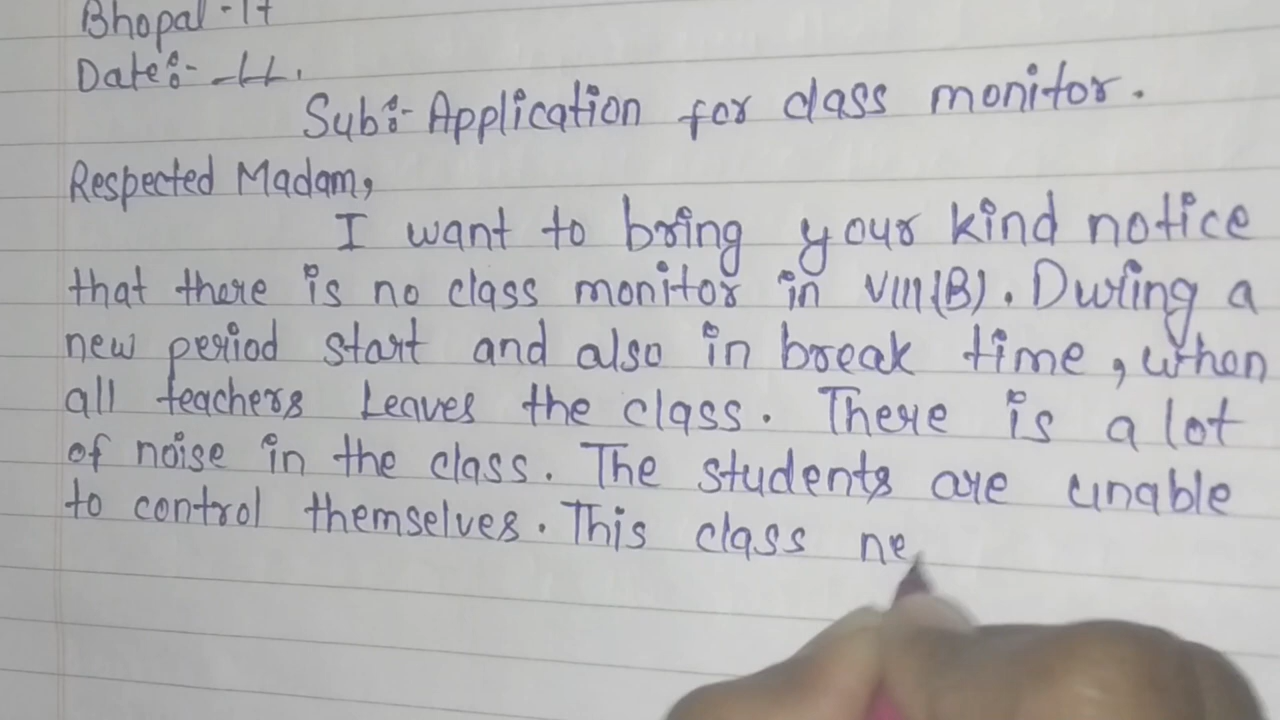 Bhopal-17
Date:- _/_/_.
Sub:- Application for class monitor.
Respected Madam,
I want to bring your kind notice
that there is no class monitor in VIII(B). During a
new period start and also in break time, when
all teachers Leaves the class. There is a lot
of noise in the class. The students are unable
to control themselves. This class ne